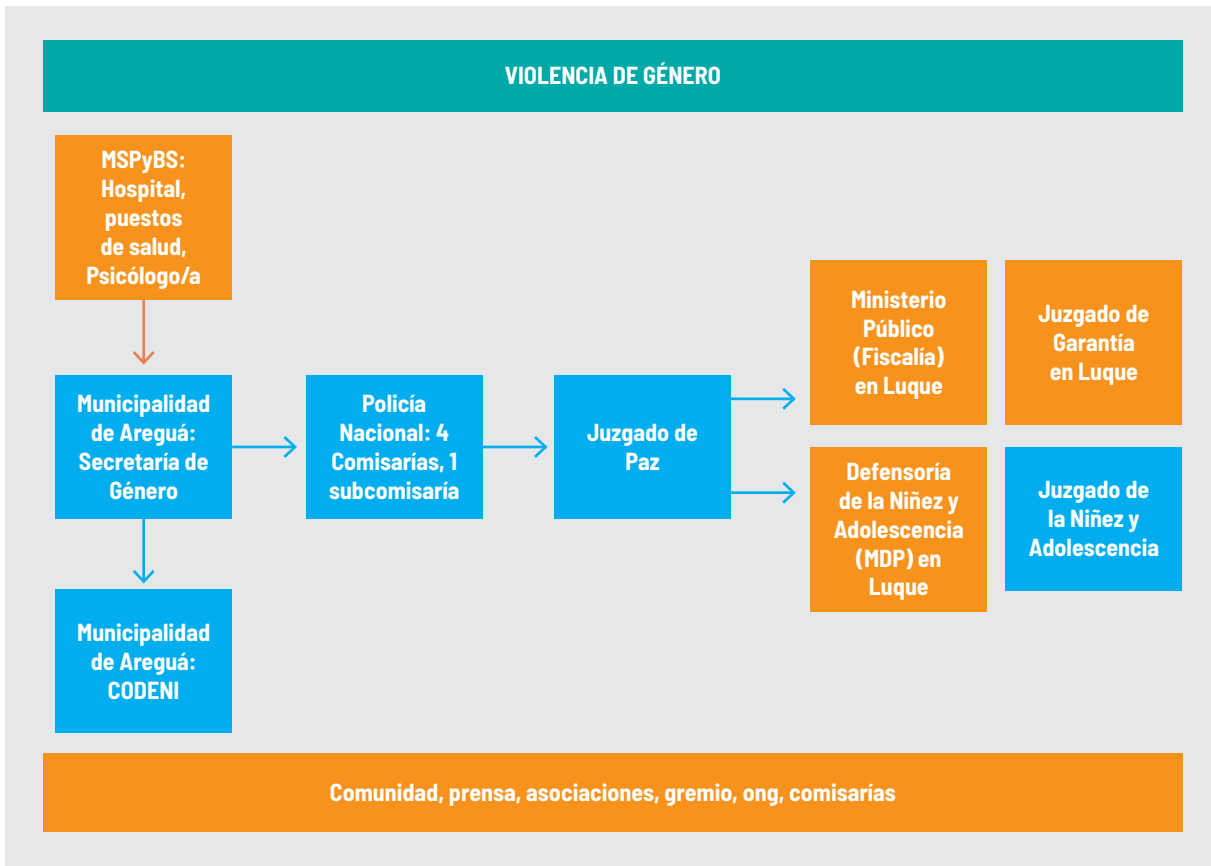 VIOLENCIA DE GÉNERO
MSPyBS:
Hospital,
puestos
de salud,
Psicólogo/a
Municipalidad
de Areguá:
Secretaría de
Género
Municipalidad
de Areguá:
CODENI
Policía
Nacional: 4
Comisarías, 1
subcomisaría
Juzgado de
Paz
Ministerio
Público
(Fiscalía)
en Luque
Juzgado de
Garantía
en Luque
Defensoría
de la Niñez y
Adolescencia
(MDP) en
Luque
Juzgado de
la Niñez y
Adolescencia
Comunidad, prensa, asociaciones, gremio, ong, comisarías